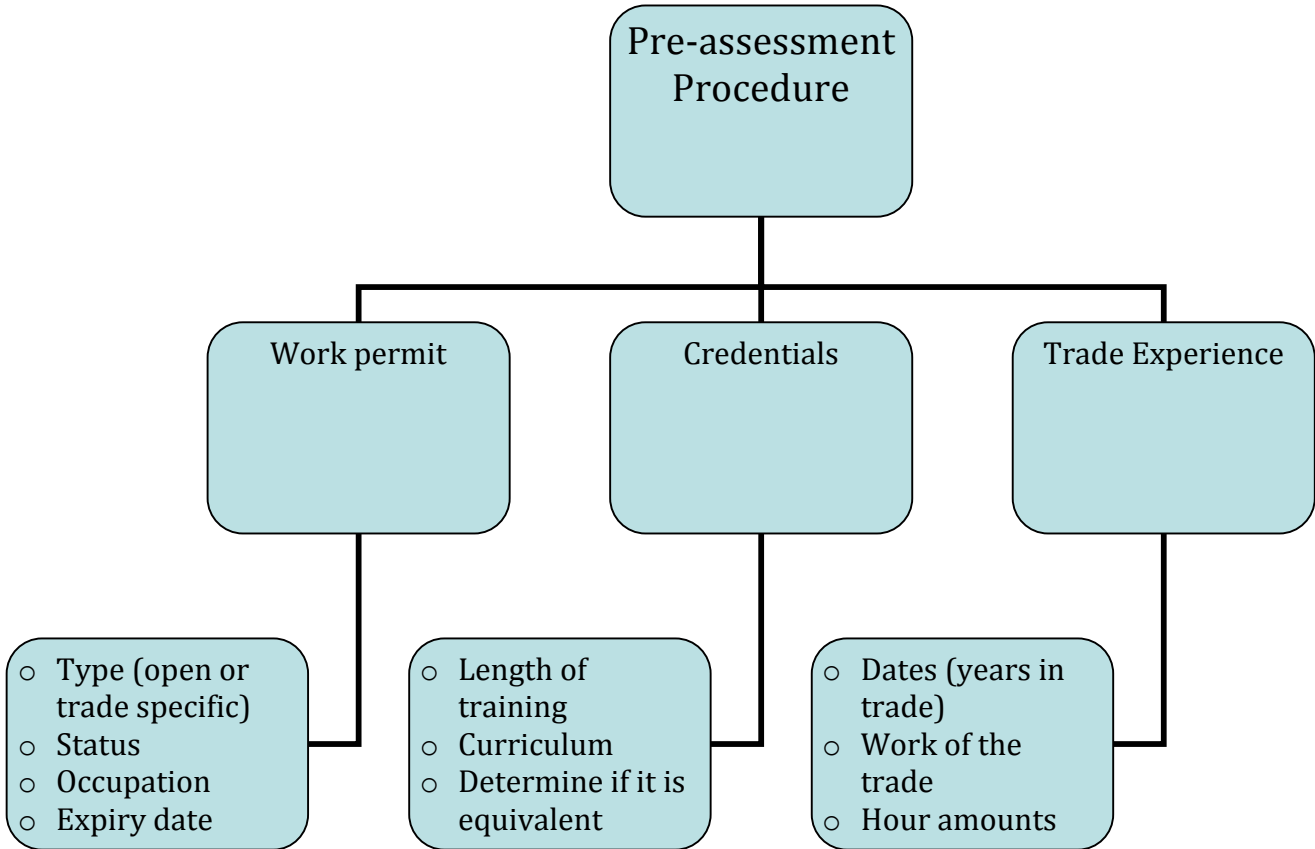 Pre-assessment
Procedure
Work permit
Credentials
Trade Experience
o Type (open or
trade specific)
o Status
o Occupation
o Expiry date
o Length of
training
o Curriculum
o Determine if it is
equivalent
o Dates (years in
trade)
o Work of the
trade
o Hour amounts